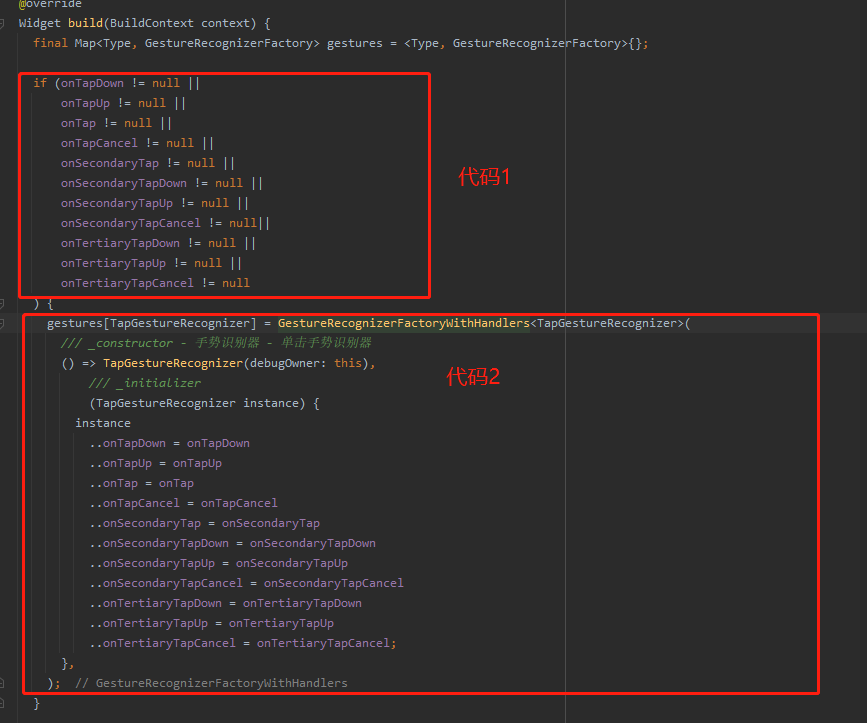 @override
Widget build(BuildContext context) {
final Map<Type, GestureRecognizerFactory> gestures = <Type, GestureRecognizerFactory>{};
if (onTapDown != null ||
onTapUp != null ||
onTap != null ||
onTapCancel != null ||
onSecondaryTap != null ||
onSecondaryTapDown != null ||
onSecondaryTapUp != null ||
onSecondaryTapCancel != null||
onTertiaryTapDown != null ||
onTertiaryTapUp != null ||
onTertiaryTapCancel != null
代码1
) {
gestures[TapGestureRecognizer] = GestureRecognizerFactoryWithHandlers<TapGestureRecognizer>(
/// _constructor - 手势识别器 - 单击手势识别器
() => TapGestureRecognizer(debugOwner: this),
/// _initializer
(TapGestureRecognizer instance) {
instance
..onTapDown = onTapDown
..onTapUp = onTapUp
..onTap = onTap
..onTapCancel = onTapCancel
..onSecondaryTap = onSecondaryTap
..onSecondaryTapDown = onSecondaryTapDown
..onSecondaryTapUp = onSecondaryTapUp
..onSecondaryTapCancel = onSecondaryTapCancel
..onTertiaryTapDown = onTertiaryTapDown
..onTertiaryTapUp = onTertiaryTapUp
..onTertiaryTapCancel = onTertiaryTapCancel;
},
); // GestureRecognizerFactoryWithHandlers
代码2
}